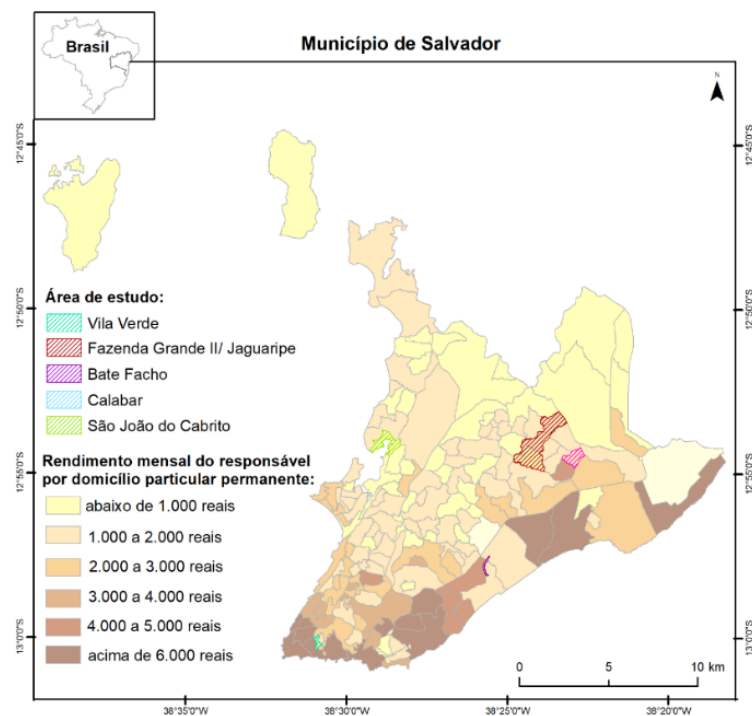 Brasil
Município de Salvador
N
12°45'0"S
12°45'0"S
12°50'0"S
12°50'0"S
Área de estudo:
Vila Verde
Fazenda Grande II/ Jaguaripe
Bate Facho
Calabar
São João do Cabrito
12°55'0"S
12°55'0"S
Rendimento mensal do responsável
por domicílio particular permanente:
abaixo de 1.000 reais
1.000 a 2.000 reais
2.000 a 3.000 reais
3.000 a 4.000 reais
4.000 a 5.000 reais
acima de 6.000 reais
13°0'0"S
13°0'0"S
0 5 10 km
38°35'0"W 38°30'0"W 38°25'0"W 38°20'0"W